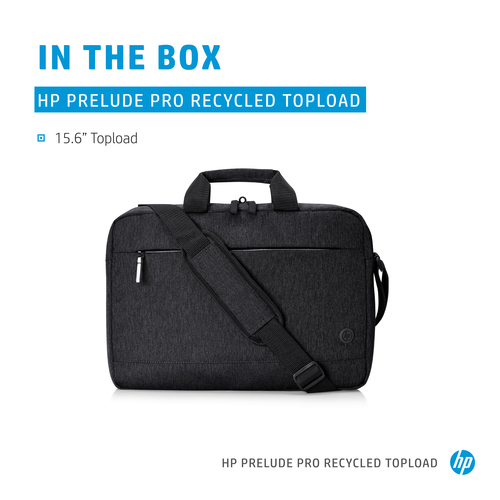 IN THE BOX
HP PRELUDE PRO RECYCLED TOPLOAD
15.6” Topload
HP PRELUDE PRO RECYCLED TOPLOAD
hp